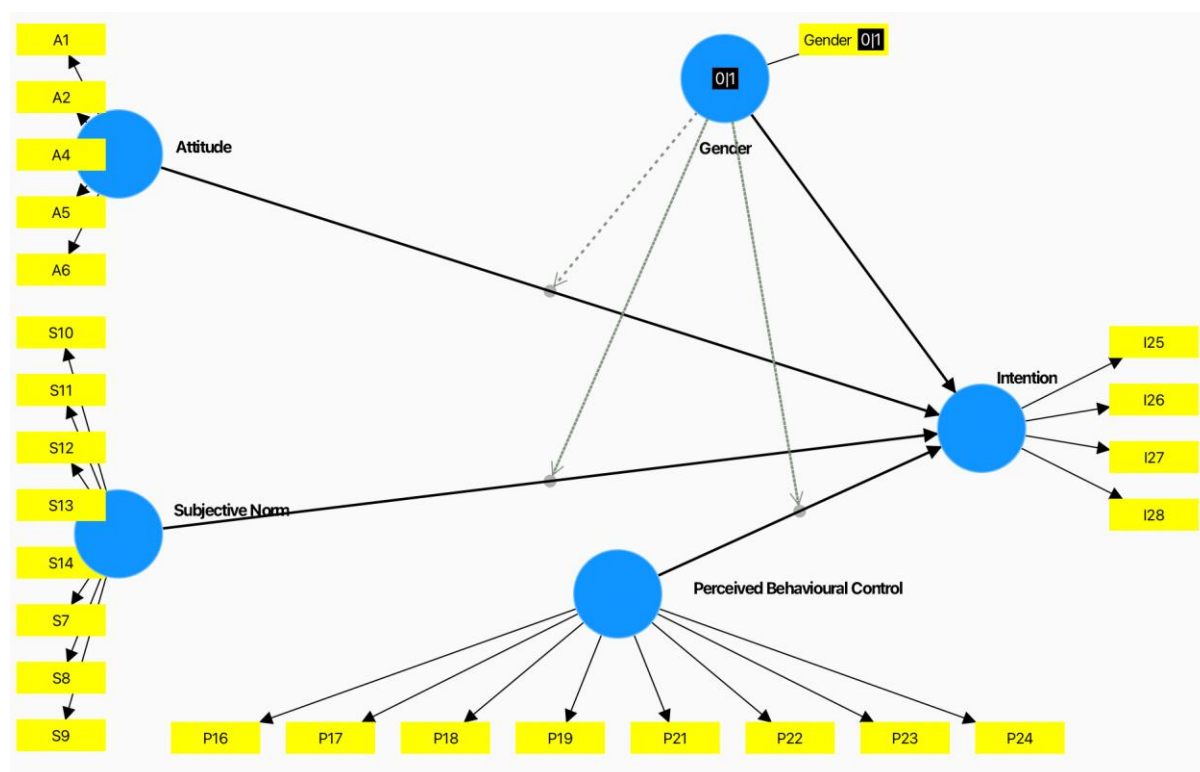 A1
A2
A4
A5
A6
Attitude
Gender 0|1
0|1
Gender
S10
S11
S12
S13
S14
S7
S8
S9
Subjective Norm
Intention
I25
I26
I27
I28
Perceived Behavioural Control
P16
P17
P18
P19
P21
P22
P23
P24